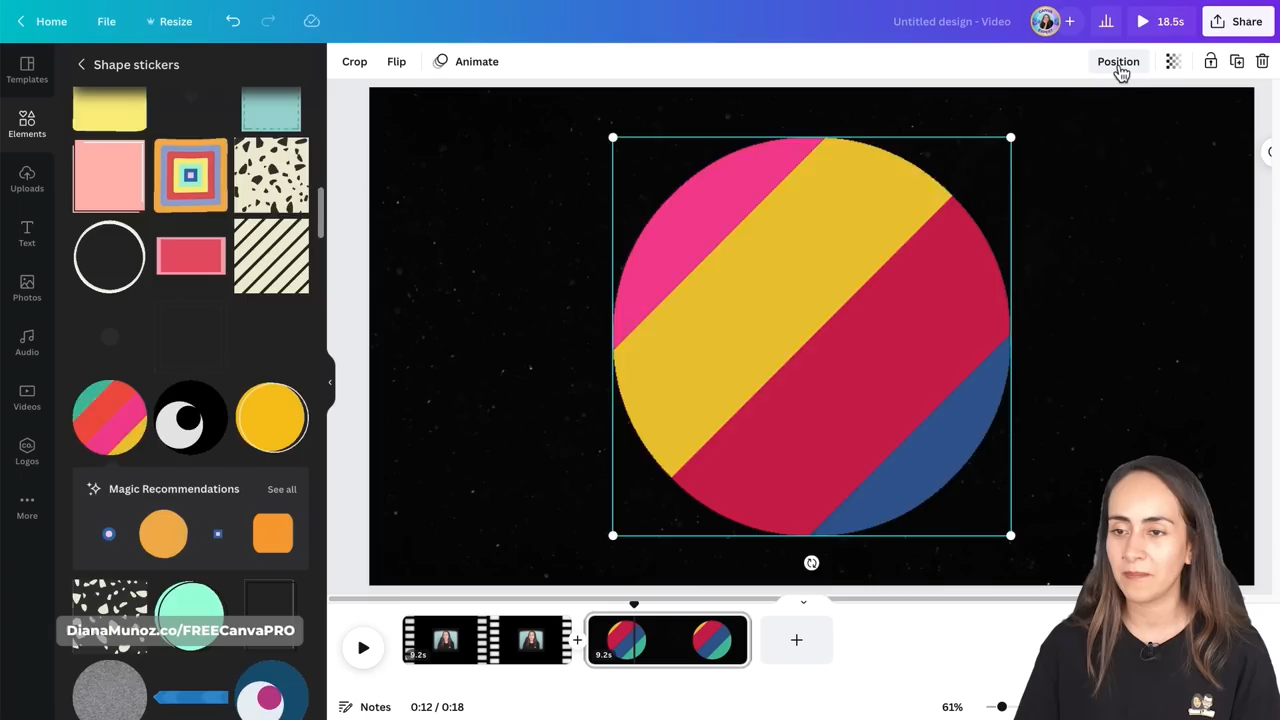 Home
File
Resize
Untitled design - Video
18.5s
Share
Templates
Elements
Uploads
Text
Photos
Audio
Videos
CO.
Logos
More
Shape stickers
Magic Recommendations
See all
DianaMunoz.co/FREECanvaPRO
Crop
Flip
Animate
Position
9.2s
9.2s
Notes
0:12 / 0:18
61%